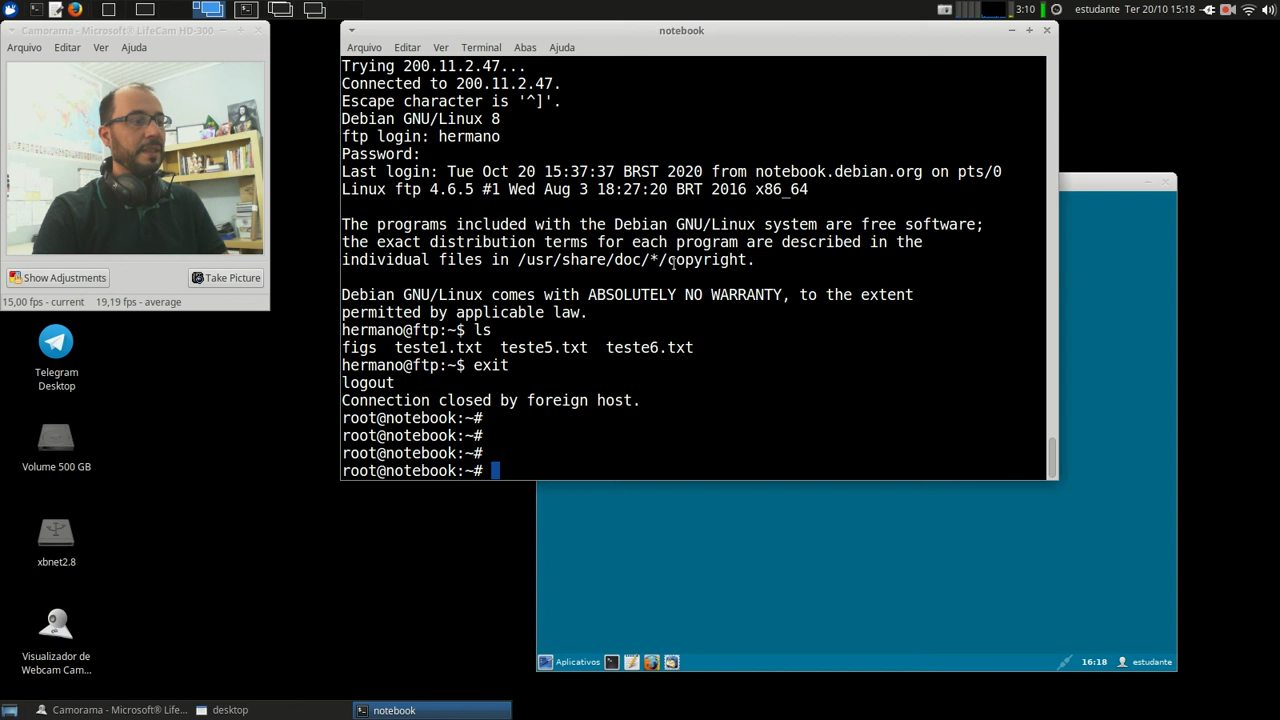 estudante Ter 20/10 15:18
3:10
Camorama - Microsoft® LifeCam HD-300
Arquivo Editar Ver Ajuda
Show Adjustments
Take Picture
15,00 fps - current 19,19 fps - average
Telegram
Desktop
Volume 500 GB
xbnet2.8
Visualizador de
Webcam Cam...
notebook
Arquivo Editar Ver Terminal Abas Ajuda
Trying 200.11.2.47...
Connected to 200.11.2.47.
Escape character is '^]'.
Debian GNU/Linux 8
ftp login: hermano
Password:
Last login: Tue Oct 20 15:37:37 BRST 2020 from notebook.debian.org on pts/0
Linux ftp 4.6.5 #1 Wed Aug 3 18:27:20 BRT 2016 x86_64
The programs included with the Debian GNU/Linux system are free software;
the exact distribution terms for each program are described in the
individual files in /usr/share/doc/*/copyright.
Debian GNU/Linux comes with ABSOLUTELY NO WARRANTY, to the extent
permitted by applicable law.
hermano@ftp:~$ ls
figs teste1.txt teste5.txt teste6.txt
hermano@ftp:~$ exit
logout
Connection closed by foreign host.
root@notebook:~#
root@notebook:~#
root@notebook:~#
root@notebook:~#
Aplicativos
16:18
estudante
Camorama - Microsoft® LifeCa...
desktop
notebook